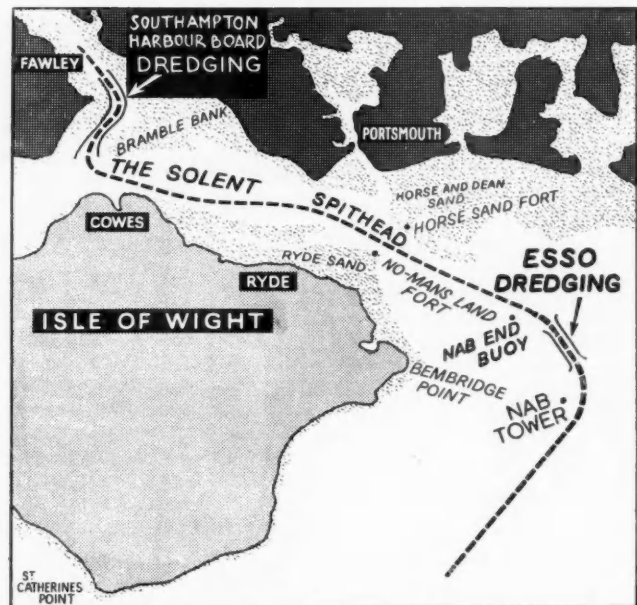 SOUTHAMPTON
HARBOUR BOARD
DREDGING
FAWLEY
BRAMBLE BANK
PORTSMOUTH
THE SOLENT
SPITHEAD
HORSE AND DEAN
SAND
HORSE SAND FORT
COWES
RYDE SAND
NO-MANS LAND
FORT
ESSO
DREDGING
RYDE
ISLE OF WIGHT
NAB END
BUOY
BEMBRIDGE
POINT
NAB
TOWER
ST
CATHERINES
POINT